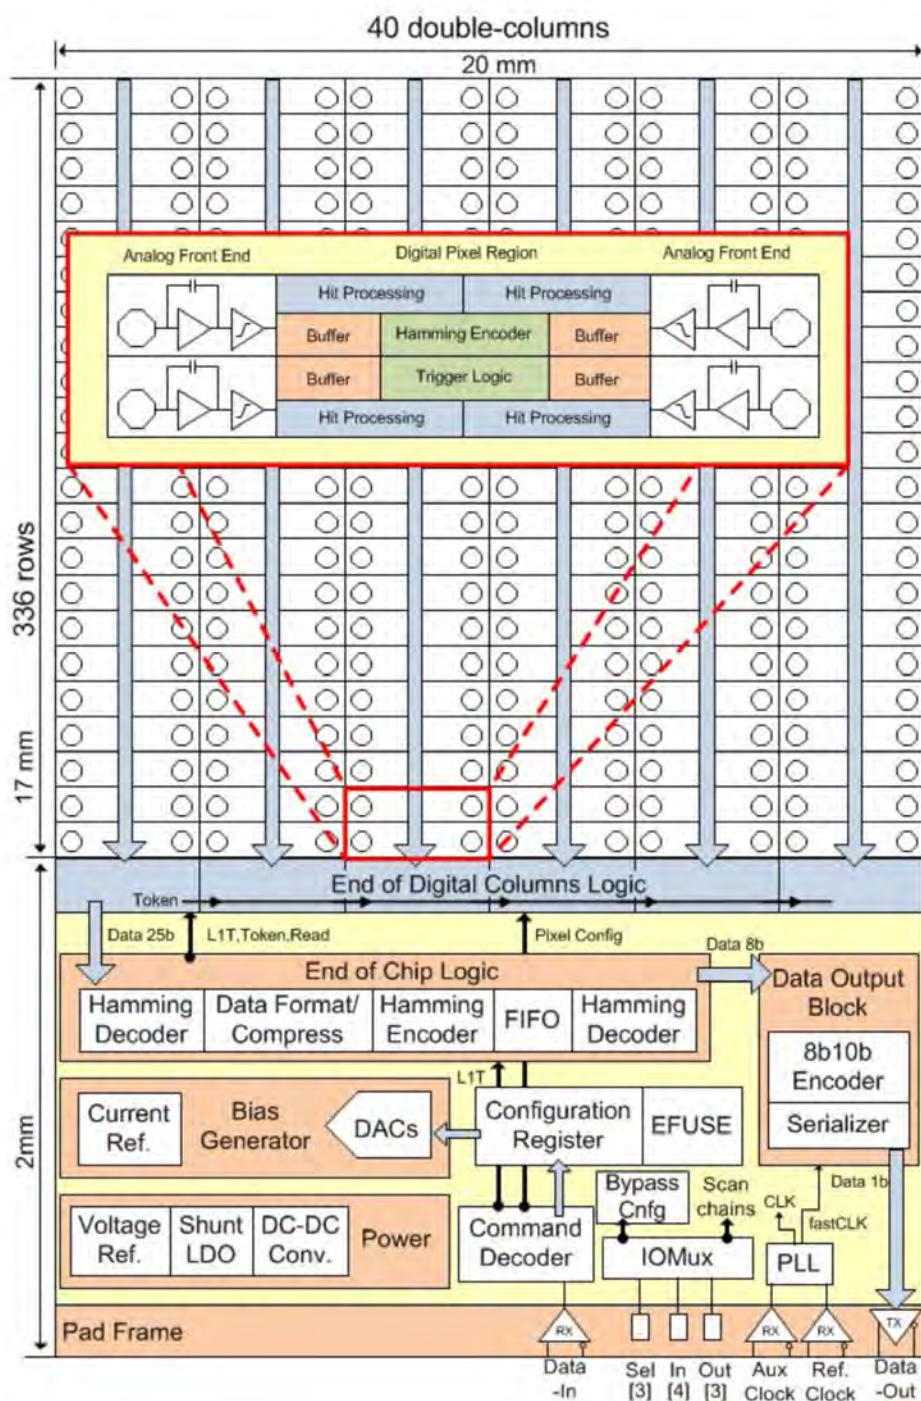 40 double-columns
20 mm
336 rows
17 mm
2mm
Analog Front End
Digital Pixel Region
Analog Front End
Hit Processing
Hit Processing
Buffer
Hamming Encoder
Buffer
Buffer
Trigger Logic
Buffer
Hit Processing
Hit Processing
End of Digital Columns Logic
Token
Data 25b
L1T,Token,Read
Pixel Config
Data 8b
End of Chip Logic
Hamming
Decoder
Data Format/
Compress
Hamming
Encoder
FIFO
Hamming
Decoder
Data Output
Block
8b10b
Encoder
Serializer
L1T
Current
Ref.
Bias
Generator
DACs
Configuration
Register
EFUSE
Voltage
Ref.
Shunt
LDO
DC-DC
Conv.
Power
Command
Decoder
Bypass
Cnfg
Scan
chains
IOMux
CLK
fastCLK
Data 1b
PLL
Pad Frame
RX
RX
RX
TX
Data
-In
Sel
[3]
In
[4]
Out
[3]
Aux
Clock
Ref.
Clock
Data
-Out